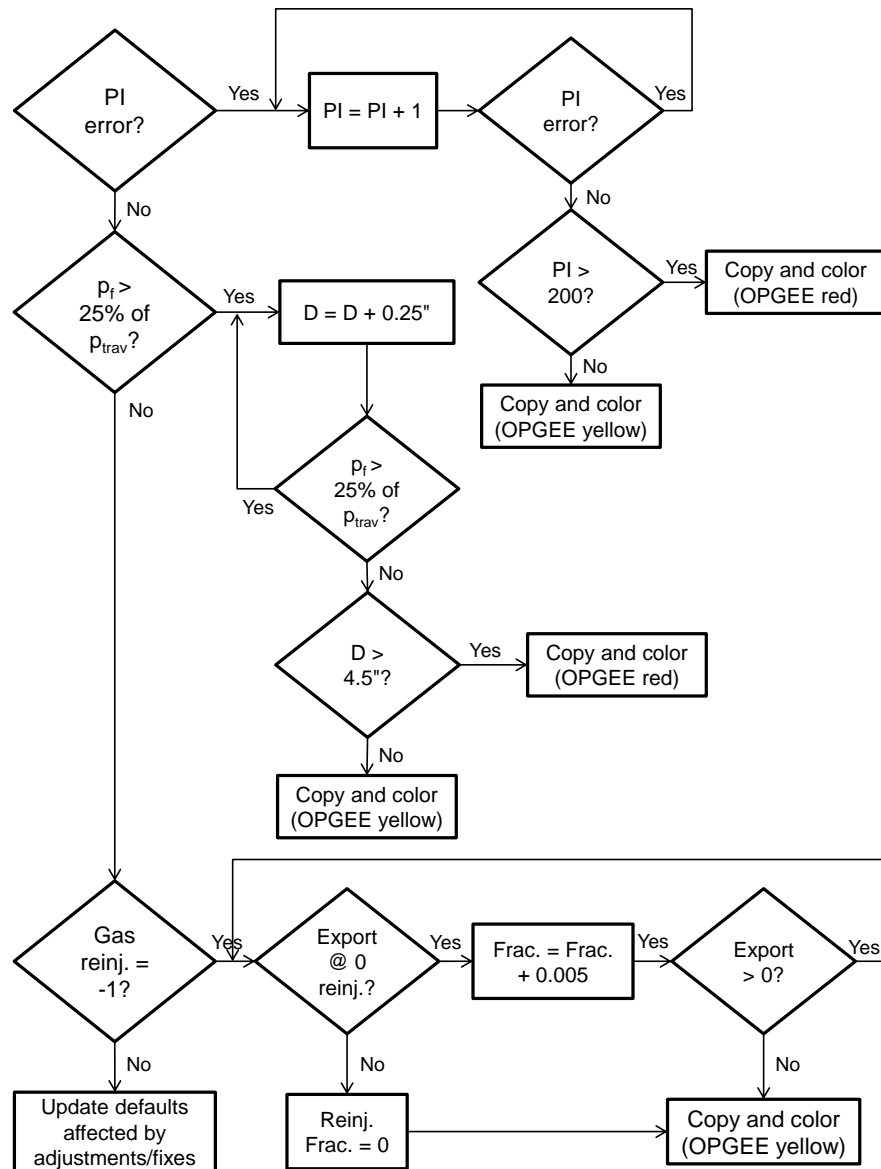 PI
error?
Yes
PI = PI + 1
PI
error?
Yes
No
No
p_f >
25% of
p_trav?
Yes
D = D + 0.25"
PI >
200?
Yes
Copy and color
(OPGEE red)
No
Copy and color
(OPGEE yellow)
No
p_f >
25% of
p_trav?
Yes
No
D >
4.5"?
Yes
Copy and color
(OPGEE red)
No
Copy and color
(OPGEE yellow)
Gas
reinj. =
-1?
Yes
Export
@ 0
reinj.?
Yes
Frac. = Frac.
+ 0.005
Yes
Export
> 0?
Yes
No
No
No
Update defaults
affected by
adjustments/fixes
Reinj.
Frac. = 0
Copy and color
(OPGEE yellow)